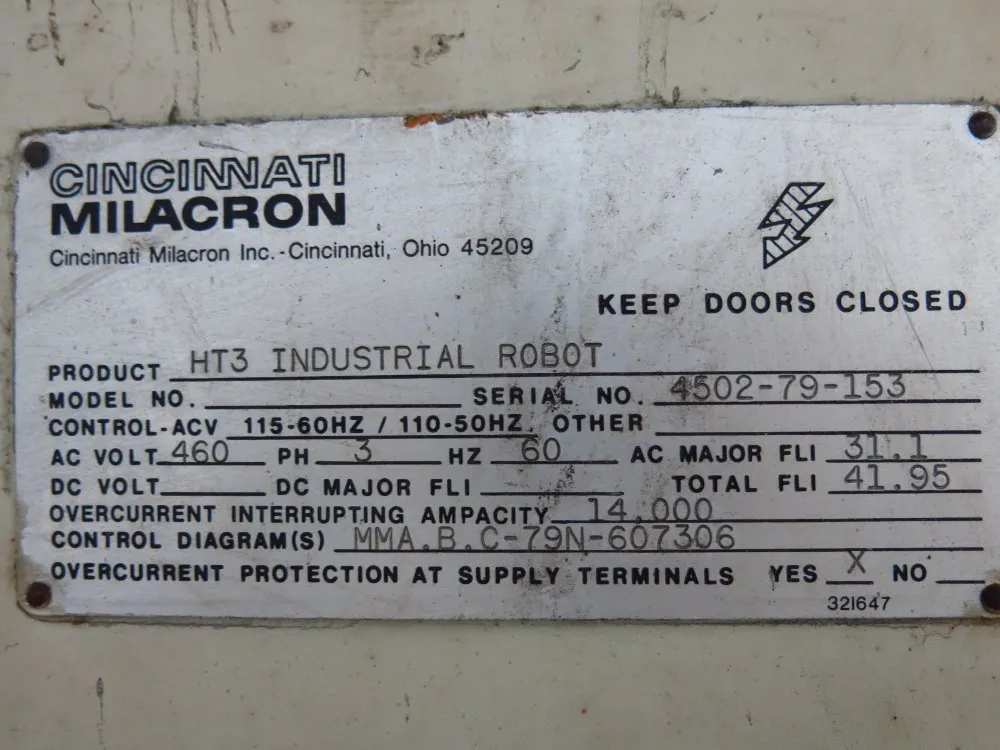 CINCINNATI
MILACRON
Cincinnati Milacron Inc. - Cincinnati, Ohio 45209
KEEP DOORS CLOSED
PRODUCT HT3 INDUSTRIAL ROBOT
MODEL NO. SERIAL NO. 4502-79-153
CONTROL-ACV 115-60HZ / 110-50HZ. OTHER
AC VOLT 460 PH 3 HZ 60 AC MAJOR FLI 31.1
DC VOLT DC MAJOR FLI TOTAL FLI 41.95
OVERCURRENT INTERRUPTING AMPACITY 14.000
CONTROL DIAGRAM(S) MMA.B.C-79N-607306
OVERCURRENT PROTECTION AT SUPPLY TERMINALS YES X NO
321647